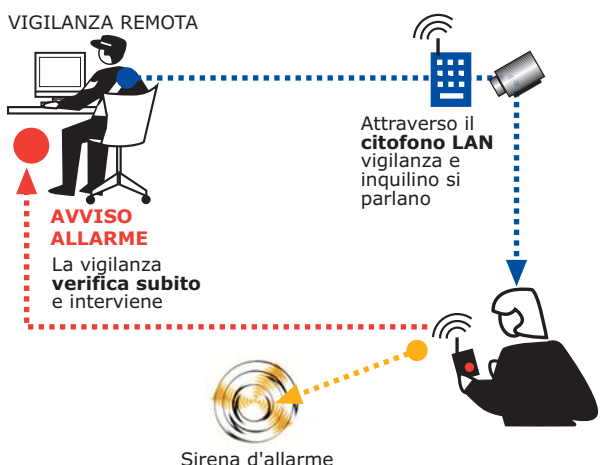 VIGILANZA REMOTA
Attraverso il
citofono LAN
vigilanza e
inquilino si
parlano
AVVISO
ALLARME
La vigilanza
verifica subito
e interviene
Sirena d'allarme